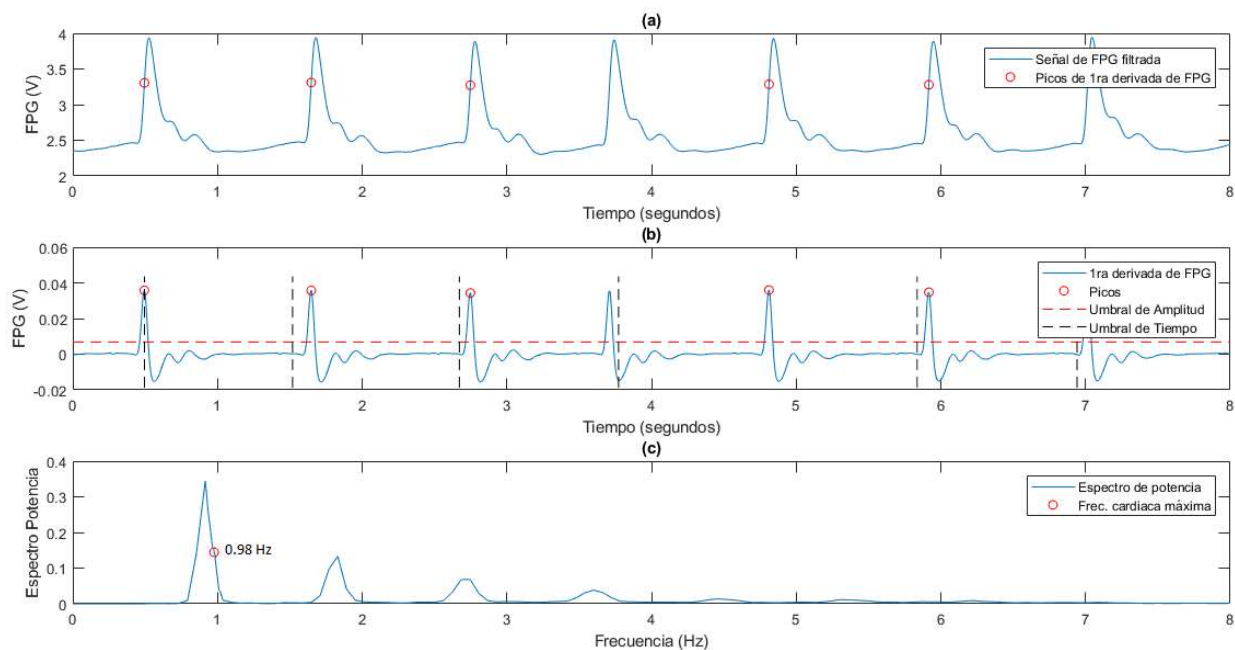 (a)
4
3.5
3
2.5
2
FPG (V)
Señal de FPG filtrada
Picos de 1ra derivada de FPG
0 1 2 3 4 5 6 7 8
Tiempo (segundos)
(b)
0.06
0.04
0.02
0
-0.02
FPG (V)
1ra derivada de FPG
Picos
Umbral de Amplitud
Umbral de Tiempo
0 1 2 3 4 5 6 7 8
Tiempo (segundos)
(c)
0.4
0.3
0.2
0.1
0
Espectro Potencia
Espectro de potencia
Frec. cardiaca máxima
0.98 Hz
0 1 2 3 4 5 6 7 8
Frecuencia (Hz)